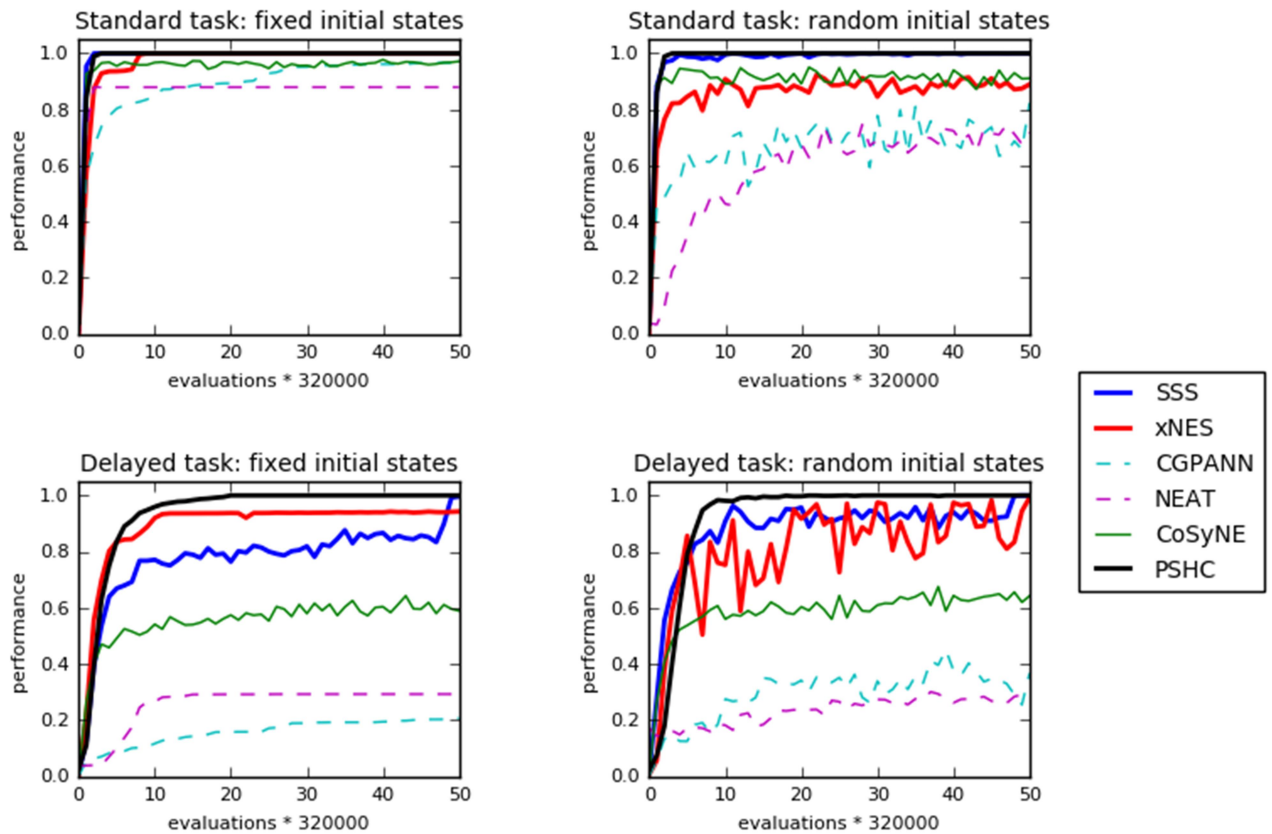 Standard task: fixed initial states
1.0
0.8
0.6
0.4
0.2
0.0
performance
0 10 20 30 40 50
evaluations * 320000
Standard task: random initial states
1.0
0.8
0.6
0.4
0.2
0.0
performance
0 10 20 30 40 50
evaluations * 320000
Delayed task: fixed initial states
1.0
0.8
0.6
0.4
0.2
0.0
performance
0 10 20 30 40 50
evaluations * 320000
Delayed task: random initial states
1.0
0.8
0.6
0.4
0.2
0.0
performance
0 10 20 30 40 50
evaluations * 320000
SSS
xNES
CGPANN
NEAT
CoSyNE
PSHC